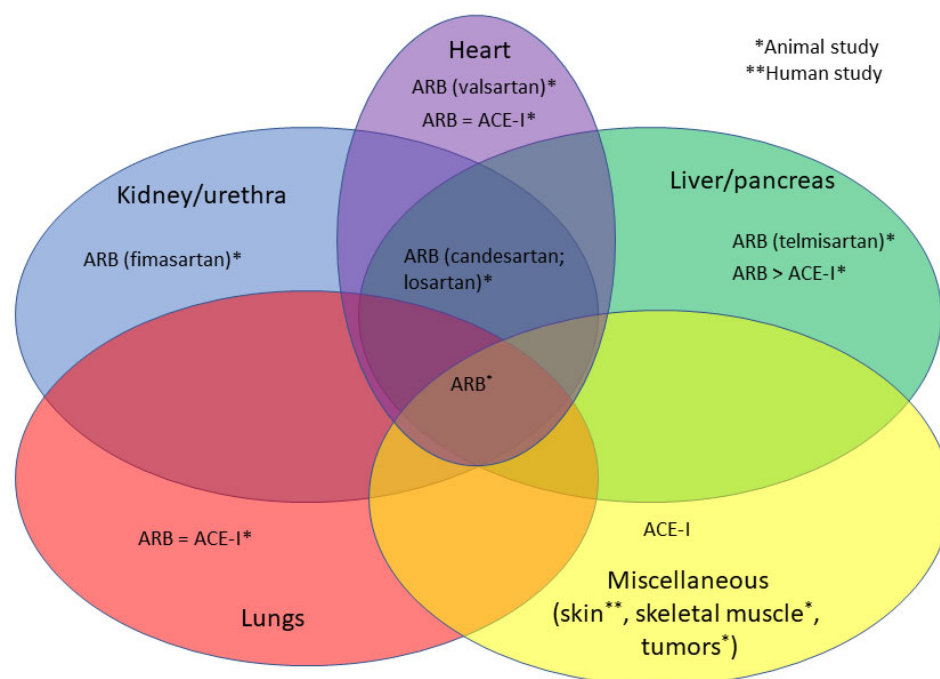 Heart
ARB (valsartan)*
ARB = ACE-I*
*Animal study
**Human study
Kidney/urethra
ARB (fimasartan)*
Liver/pancreas
ARB (telmisartan)*
ARB > ACE-I*
ARB (candesartan;
losartan)*
ARB*
ARB = ACE-I*
Lungs
ACE-I
Miscellaneous
(skin**, skeletal muscle*,
tumors*)